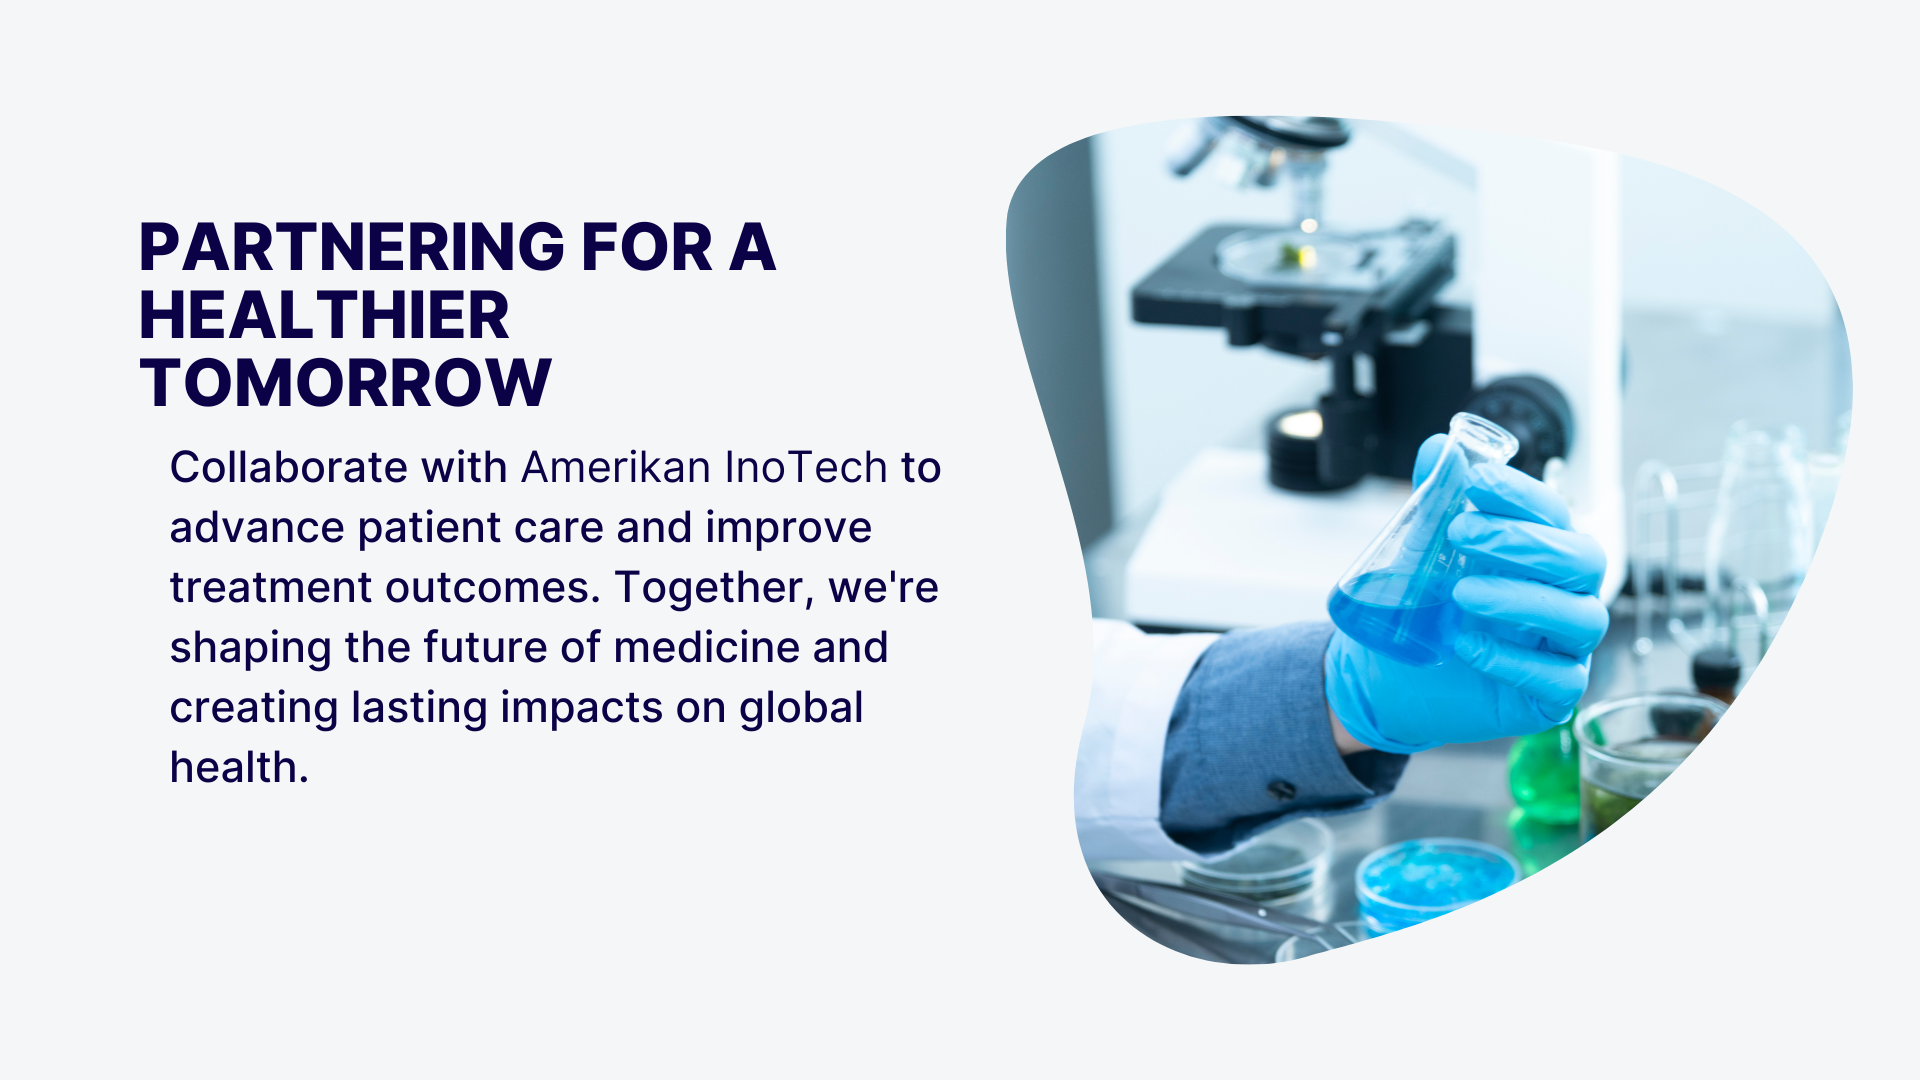 PARTNERING FOR A
HEALTHIER
TOMORROW
Collaborate with Amerikan InoTech to
advance patient care and improve
treatment outcomes. Together, we're
shaping the future of medicine and
creating lasting impacts on global
health.